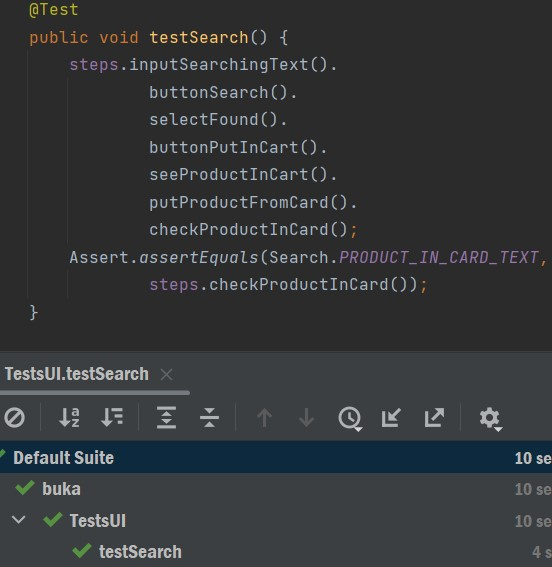 @Test
public void testSearch() {
steps.inputSearchingText().
buttonSearch().
selectFound().
buttonPutInCart().
seeProductInCart().
putProductFromCard().
checkProductInCard();
Assert.assertEquals(Search.PRODUCT_IN_CARD_TEXT,
steps.checkProductInCard());
}
TestsUI.testSearch
Default Suite 10 se
buka 10 se
TestsUI 10 se
testSearch 4 s